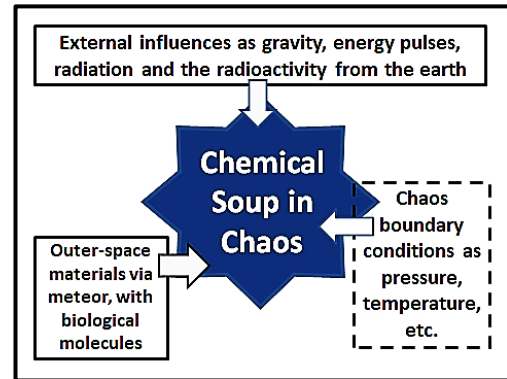 External influences as gravity, energy pulses,
radiation and the radioactivity from the earth
Chemical
Soup in
Chaos
Chaos
boundary
conditions as
pressure,
temperature,
etc.
Outer-space
materials via
meteor, with
biological
molecules